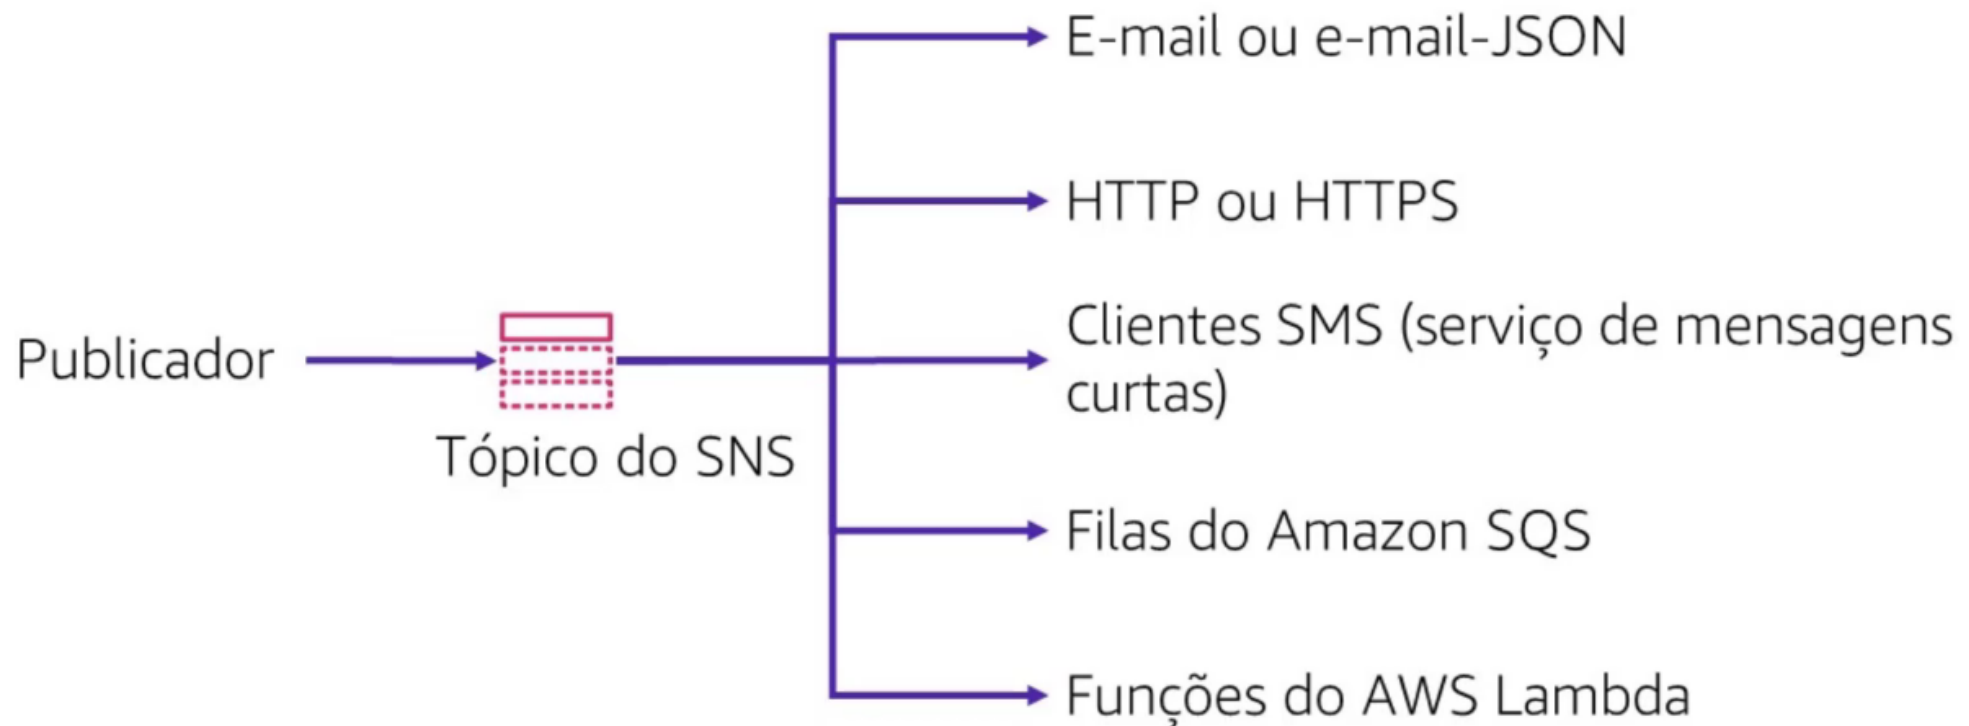 E-mail ou e-mail-JSON
HTTP ou HTTPS
Clientes SMS (serviço de mensagens
curtas)
Publicador
Tópico do SNS
Filas do Amazon SQS
Funções do AWS Lambda